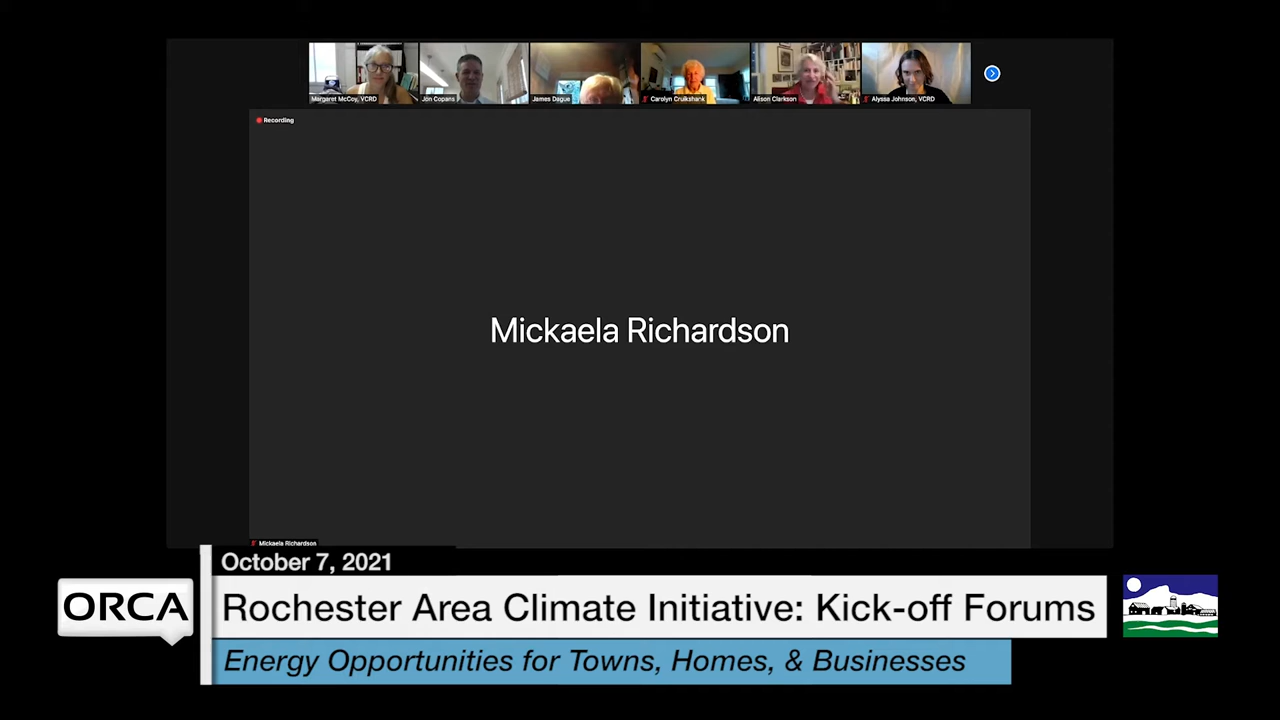 Margaret McCoy, VCRD
Jon Copans
James Dague
Carolyn Cruikshank
Alison Clarkson
Alyssa Johnson, VCRD
Recording
Mickaela Richardson
Mickaela Richardson
October 7, 2021
ORCA
Rochester Area Climate Initiative: Kick-off Forums
Energy Opportunities for Towns, Homes, & Businesses